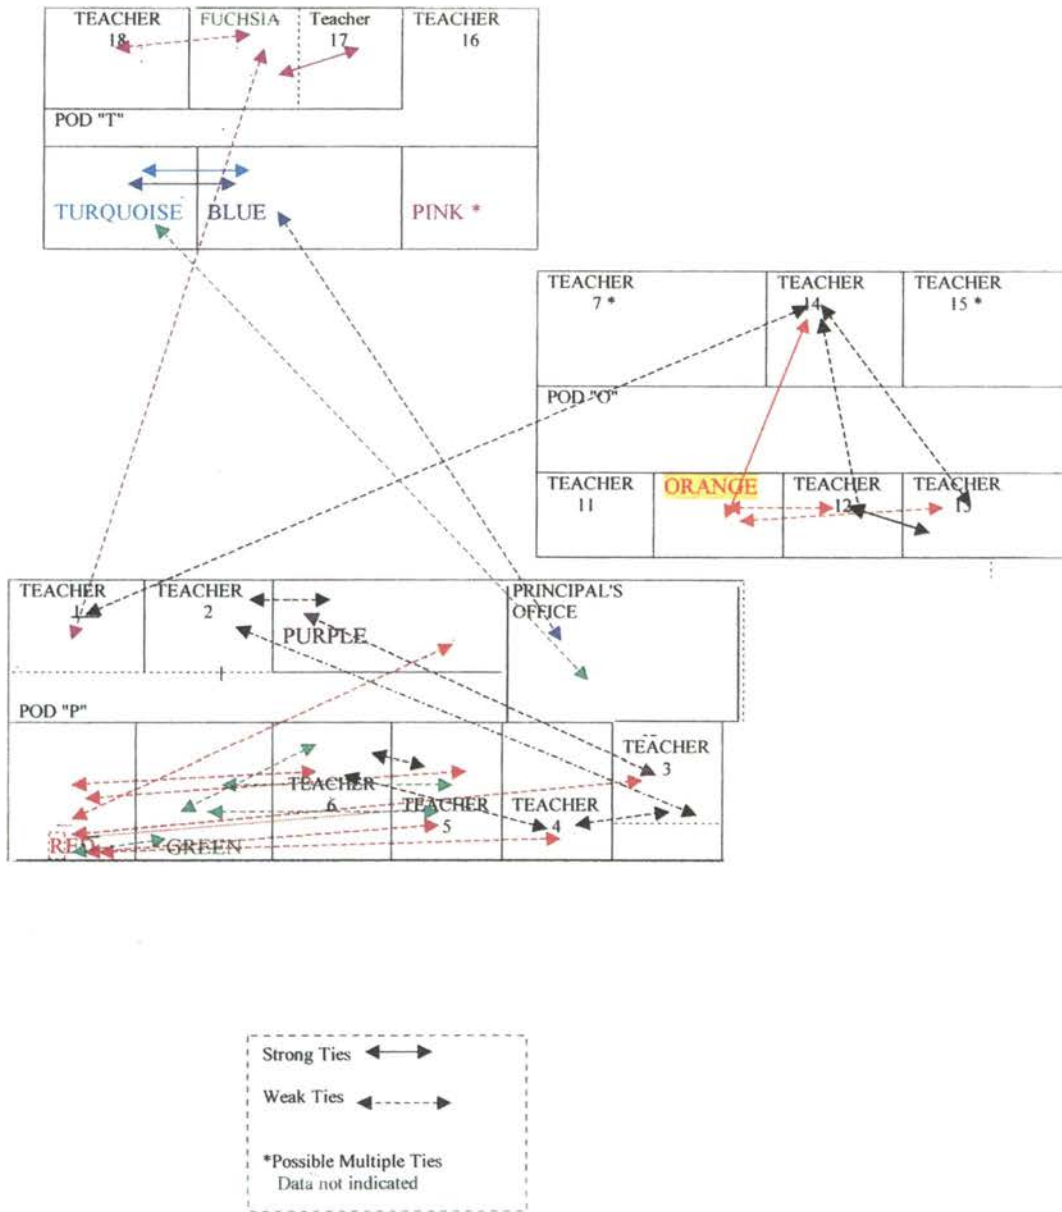 TEACHER
18
FUCHSIA
Teacher
17
TEACHER
16
POD "T"
TURQUOISE
BLUE
PINK *
TEACHER
7 *
TEACHER
14
TEACHER
15 *
POD "O"
TEACHER
11
ORANGE
TEACHER
12
TEACHER
13
TEACHER
1
TEACHER
2
PURPLE
PRINCIPAL'S
OFFICE
POD "P"
RED
GREEN
TEACHER
6
TEACHER
5
TEACHER
4
TEACHER
3
Strong Ties
Weak Ties
*Possible Multiple Ties
Data not indicated